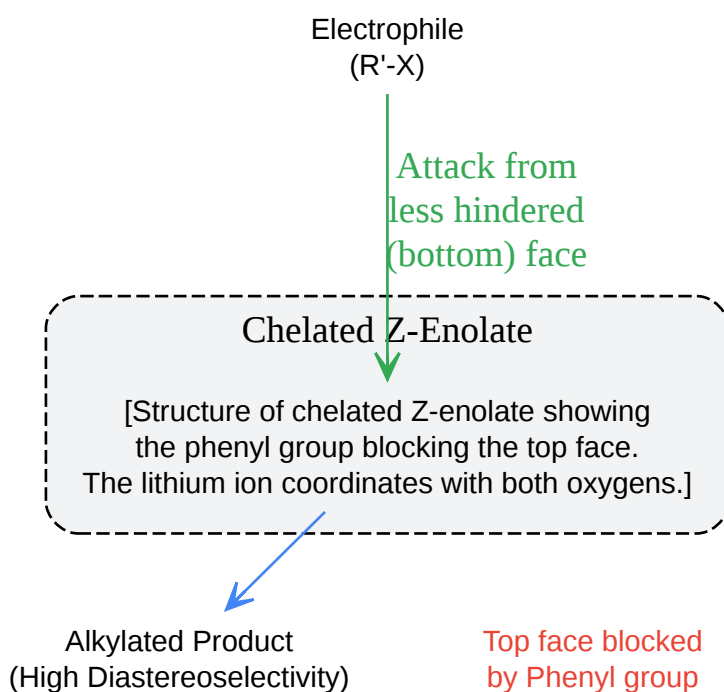 Electrophile
(R'-X)
Attack from
less hindered
(bottom) face
Chelated Z-Enolate
[Structure of chelated Z-enolate showing
the phenyl group blocking the top face.
The lithium ion coordinates with both oxygens.]
Alkylated Product
(High Diastereoselectivity)
Top face blocked
by Phenyl group